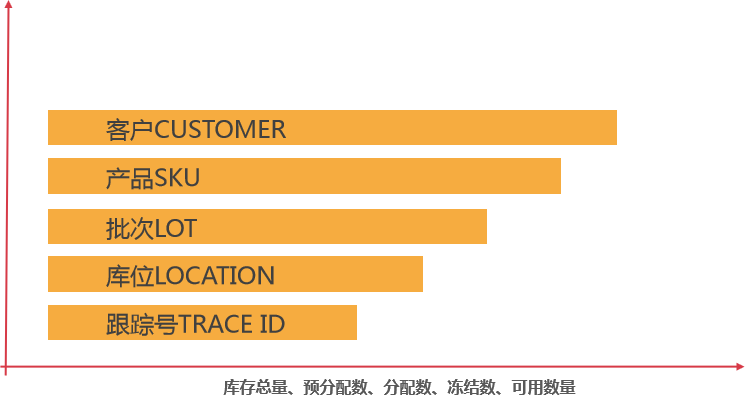 客户CUSTOMER
产品SKU
批次LOT
库位LOCATION
跟踪号TRACE ID
库存总量、预分配数、分配数、冻结数、可用数量